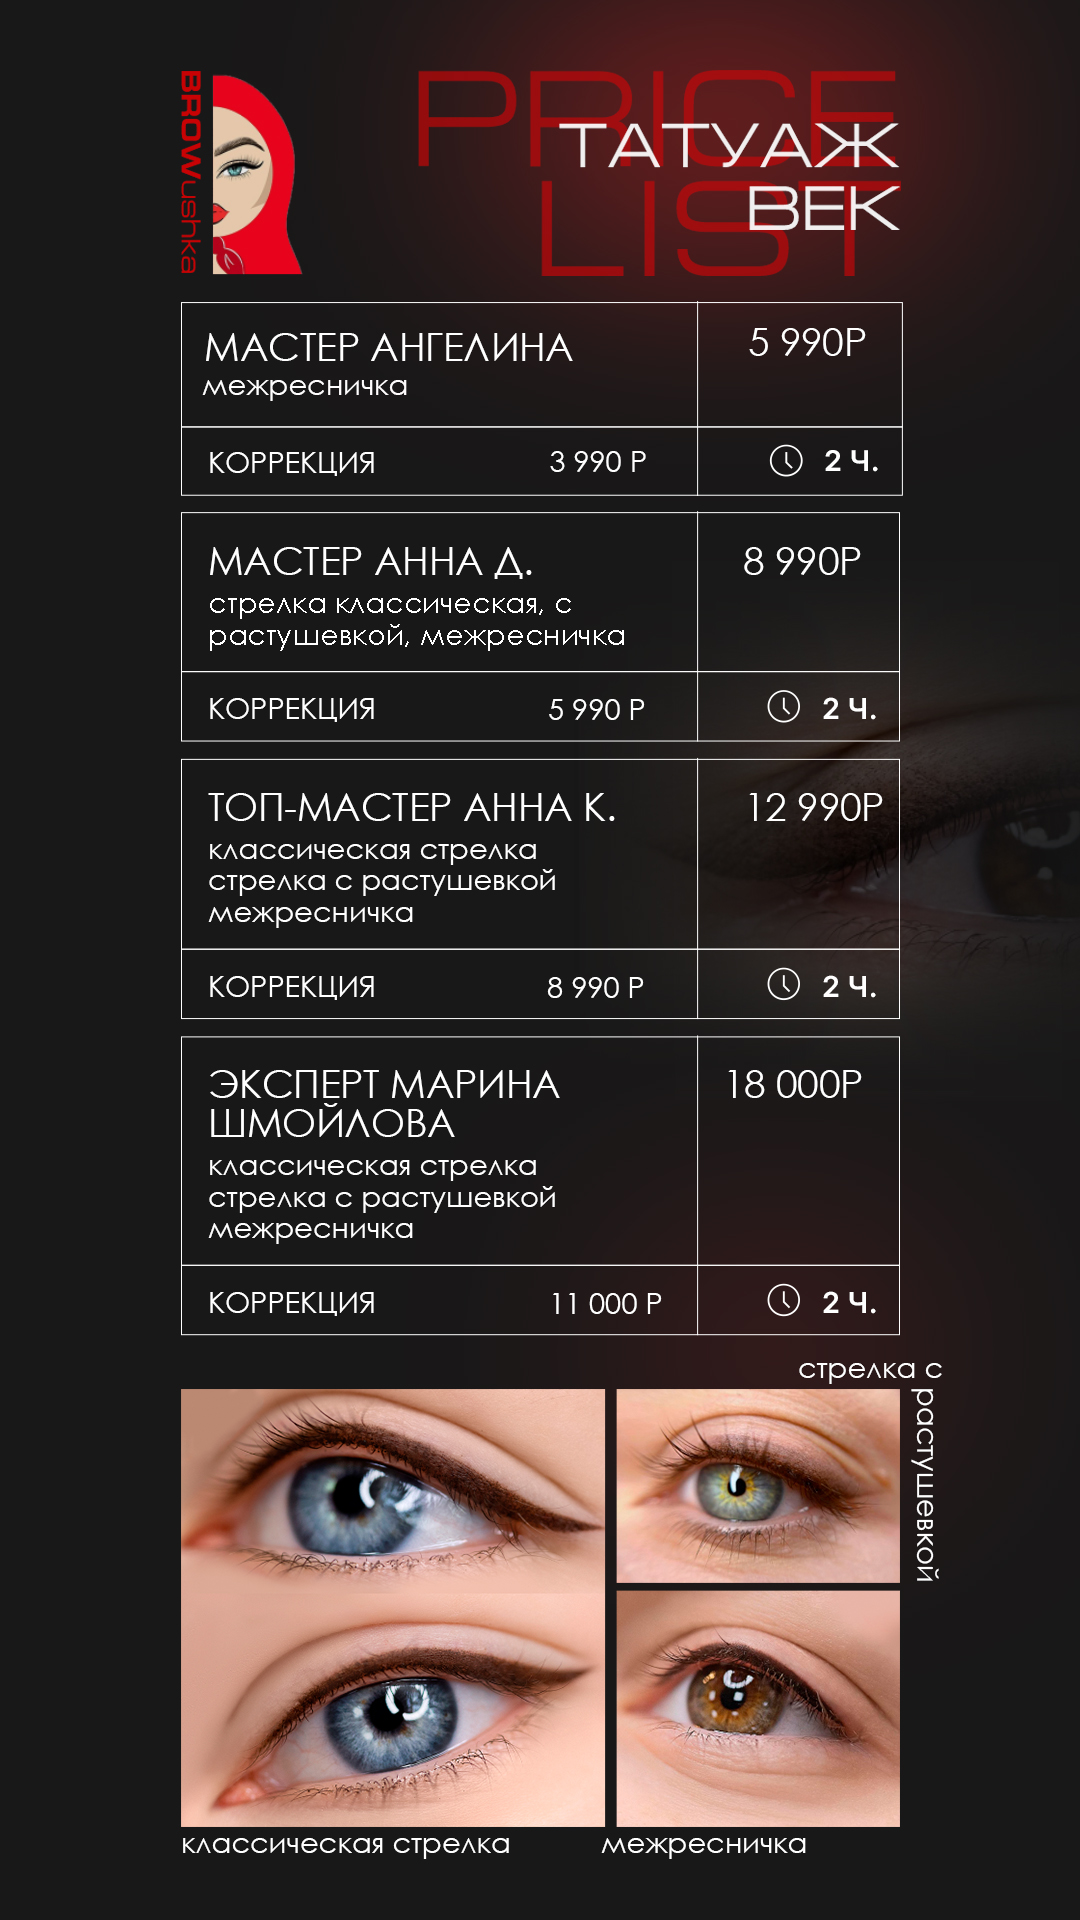 BROWushka
PRICE
ТАТУАЖ
LIST
ВЕК
МАСТЕР АНГЕЛИНА
5 990Р
межресничка
КОРРЕКЦИЯ 3 990 Р
2 Ч.
МАСТЕР АННА Д.
8 990Р
стрелка классическая, с
растушевкой, межресничка
КОРРЕКЦИЯ 5 990 Р
2 Ч.
ТОП-МАСТЕР АННА К.
12 990Р
классическая стрелка
стрелка с растушевкой
межресничка
КОРРЕКЦИЯ 8 990 Р
2 Ч.
ЭКСПЕРТ МАРИНА
18 000Р
ШМОЙЛОВА
классическая стрелка
стрелка с растушевкой
межресничка
КОРРЕКЦИЯ 11 000 Р
2 Ч.
стрелка с
растушевкой
классическая стрелка
межресничка